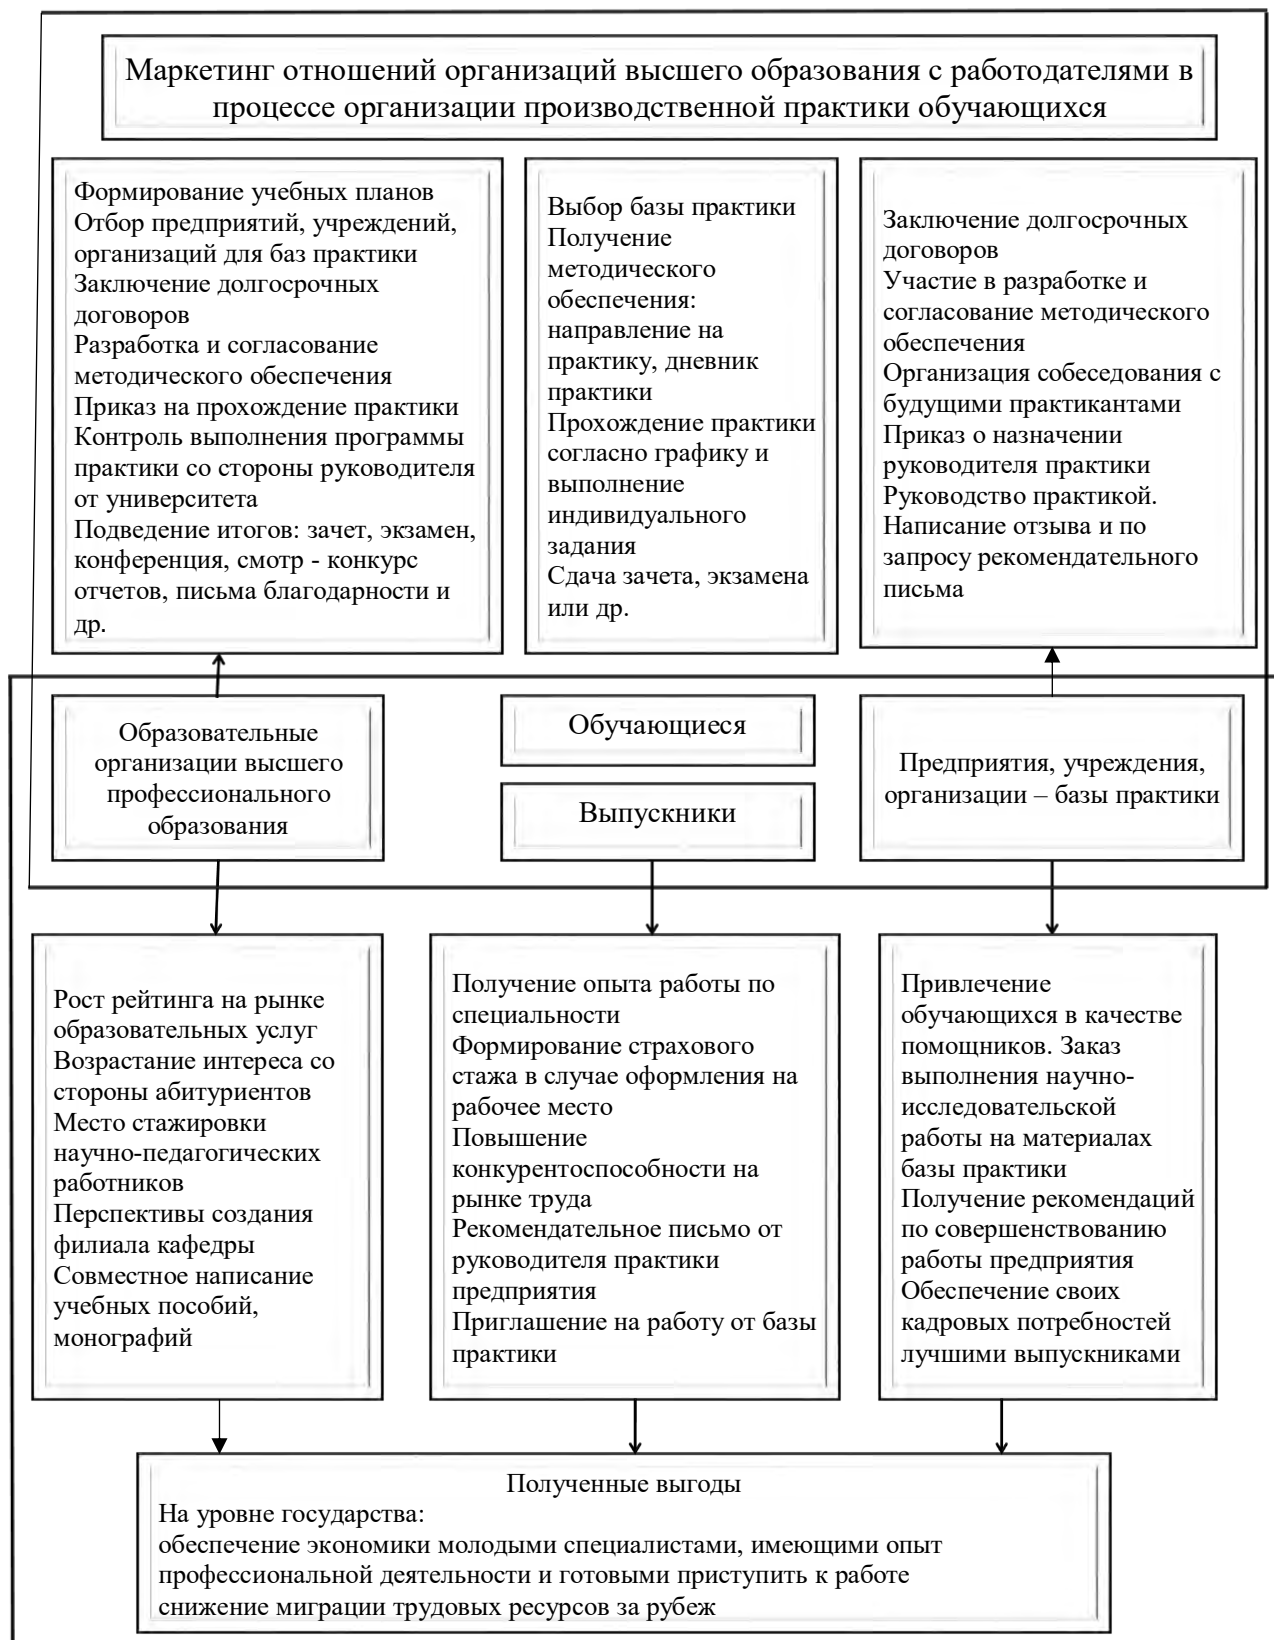 Маркетинг отношений организаций высшего образования с работодателями в
процессе организации производственной практики обучающихся
Формирование учебных планов
Отбор предприятий, учреждений,
организаций для баз практики
Заключение долгосрочных
договоров
Разработка и согласование
методического обеспечения
Приказ на прохождение практики
Контроль выполнения программы
практики со стороны руководителя
от университета
Подведение итогов: зачет, экзамен,
конференция, смотр - конкурс
отчетов, письма благодарности и
др.
Выбор базы практики
Получение
методического
обеспечения:
направление на
практику, дневник
практики
Прохождение практики
согласно графику и
выполнение
индивидуального
задания
Сдача зачета, экзамена
или др.
Заключение долгосрочных
договоров
Участие в разработке и
согласование методического
обеспечения
Организация собеседования с
будущими практикантами
Приказ о назначении
руководителя практики
Руководство практикой.
Написание отзыва и по
запросу рекомендательного
письма
Образовательные
организации высшего
профессионального
образования
Обучающиеся
Выпускники
Предприятия, учреждения,
организации – базы практики
Рост рейтинга на рынке
образовательных услуг
Возрастание интереса со
стороны абитуриентов
Место стажировки
научно-педагогических
работников
Перспективы создания
филиала кафедры
Совместное написание
учебных пособий,
монографий
Получение опыта работы по
специальности
Формирование страхового
стажа в случае оформления на
рабочее место
Повышение
конкурентоспособности на
рынке труда
Рекомендательное письмо от
руководителя практики
предприятия
Приглашение на работу от базы
практики
Привлечение
обучающихся в качестве
помощников. Заказ
выполнения научно-
исследовательской
работы на материалах
базы практики
Получение рекомендаций
по совершенствованию
работы предприятия
Обеспечение своих
кадровых потребностей
лучшими выпускниками
Полученные выгоды
На уровне государства:
обеспечение экономики молодыми специалистами, имеющими опыт
профессиональной деятельности и готовыми приступить к работе
снижение миграции трудовых ресурсов за рубеж